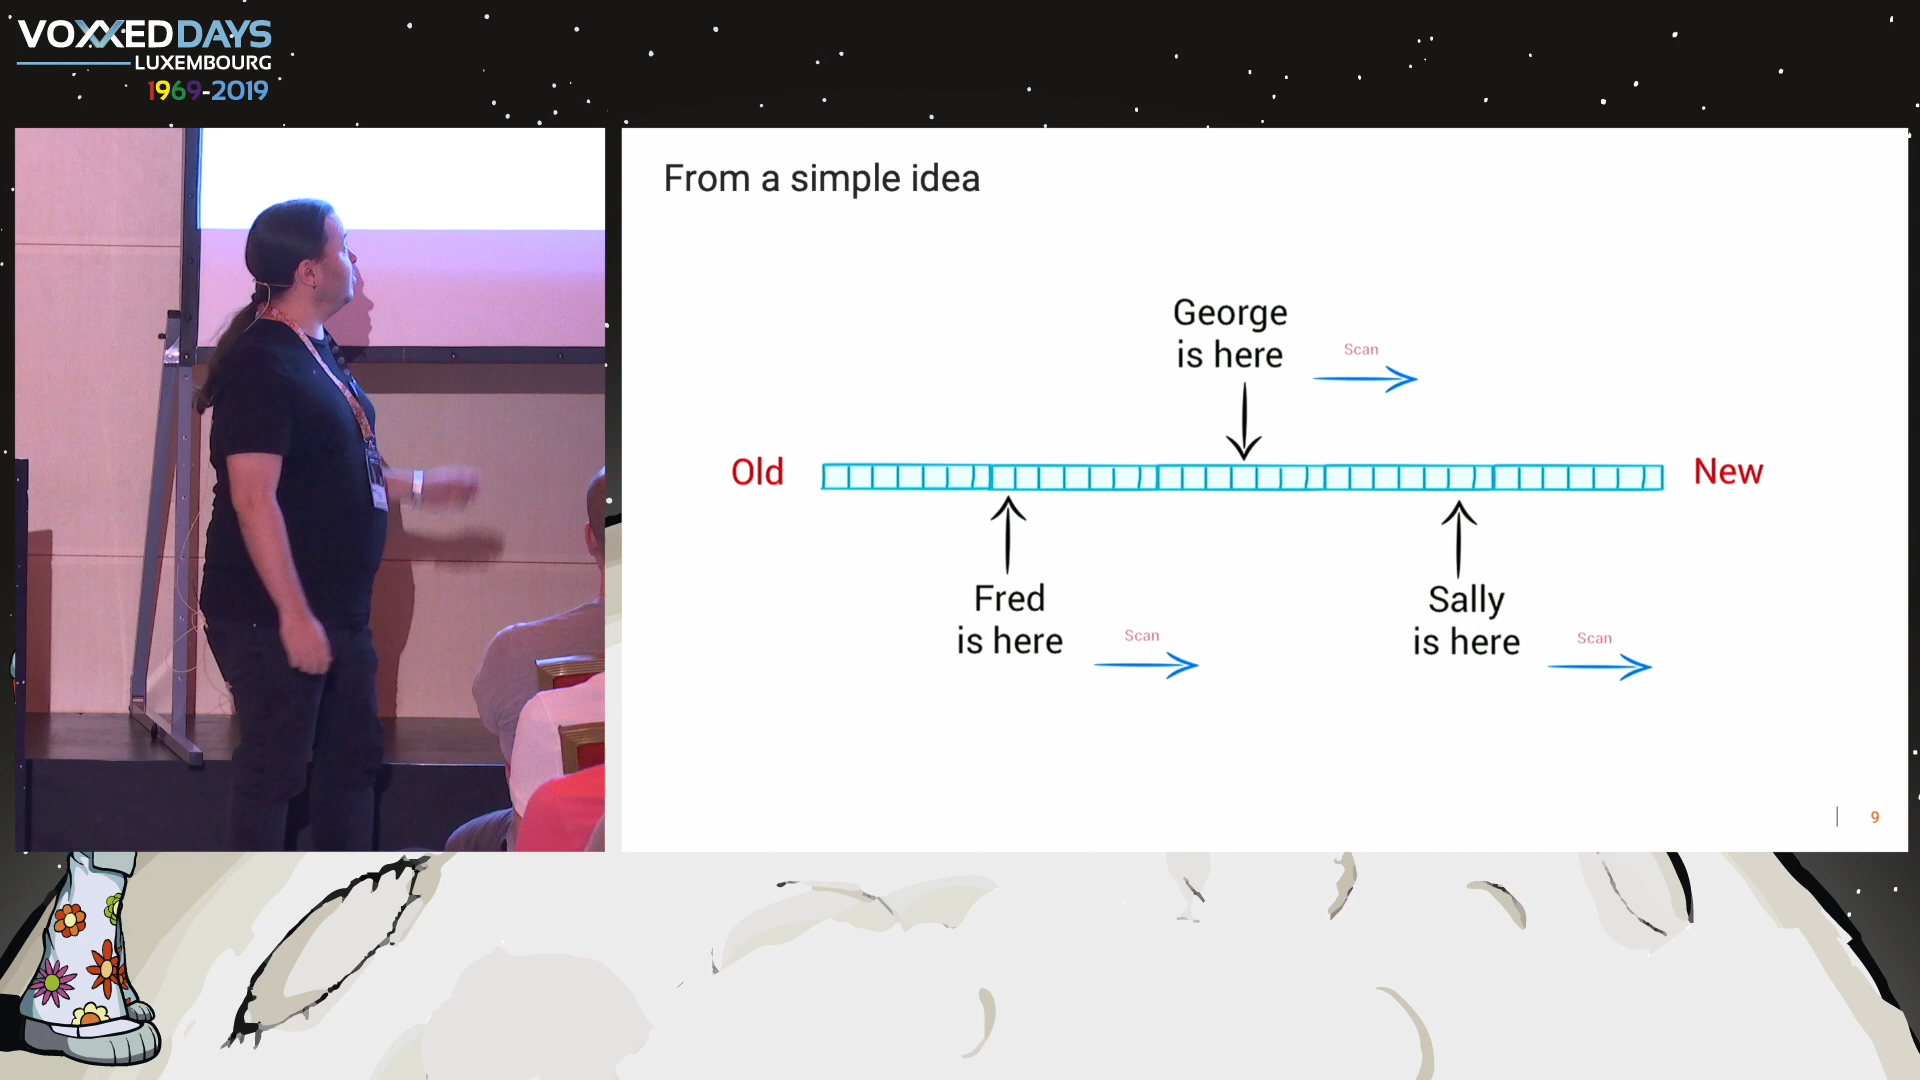 VOXXED DAYS
LUXEMBOURG
1969-2019
From a simple idea
George
is here
Scan
Old
New
Fred
is here
Scan
Sally
is here
Scan
9